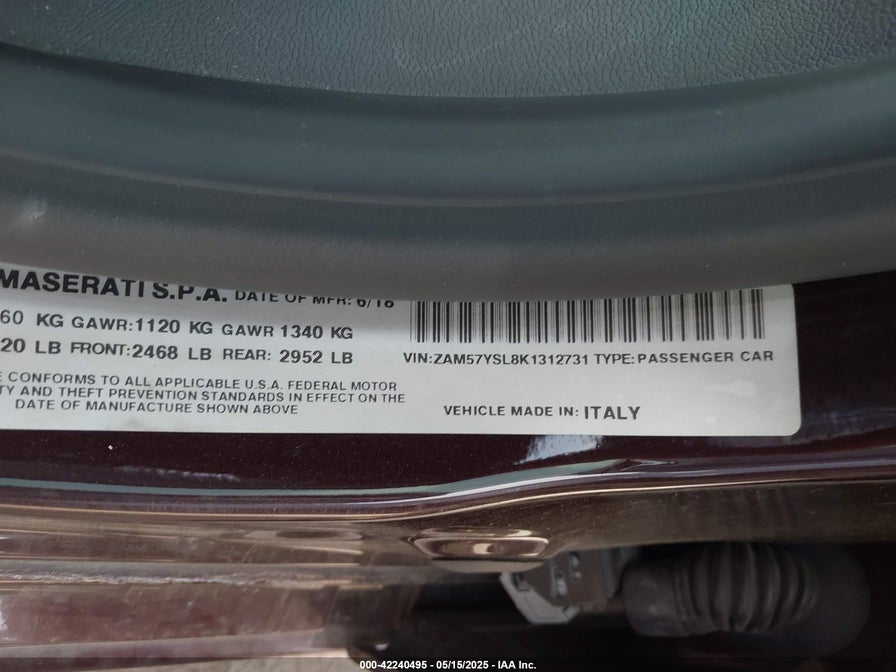 MASERATI S.P.A. DATE OF MFR: 6/18
60 KG GAWR:1120 KG GAWR 1340 KG
20 LB FRONT:2468 LB REAR: 2952 LB
CONFORMS TO ALL APPLICABLE U.S.A. FEDERAL MOTOR
TY AND THEFT PREVENTION STANDARDS IN EFFECT ON THE
DATE OF MANUFACTURE SHOWN ABOVE
VIN:ZAM57YSL8K1312731 TYPE:PASSENGER CAR
VEHICLE MADE IN: ITALY
000-42240495 - 05/15/2025 - IAA Inc.